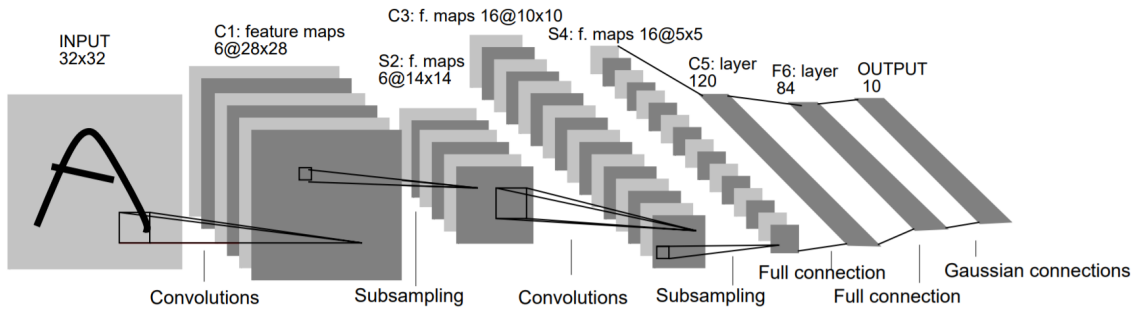 INPUT
32x32
C1: feature maps
6@28x28
S2: f. maps
6@14x14
C3: f. maps 16@10x10
S4: f. maps 16@5x5
C5: layer
120
F6: layer
84
OUTPUT
10
Convolutions
Subsampling
Convolutions
Subsampling
Full connection
Full connection
Gaussian connections